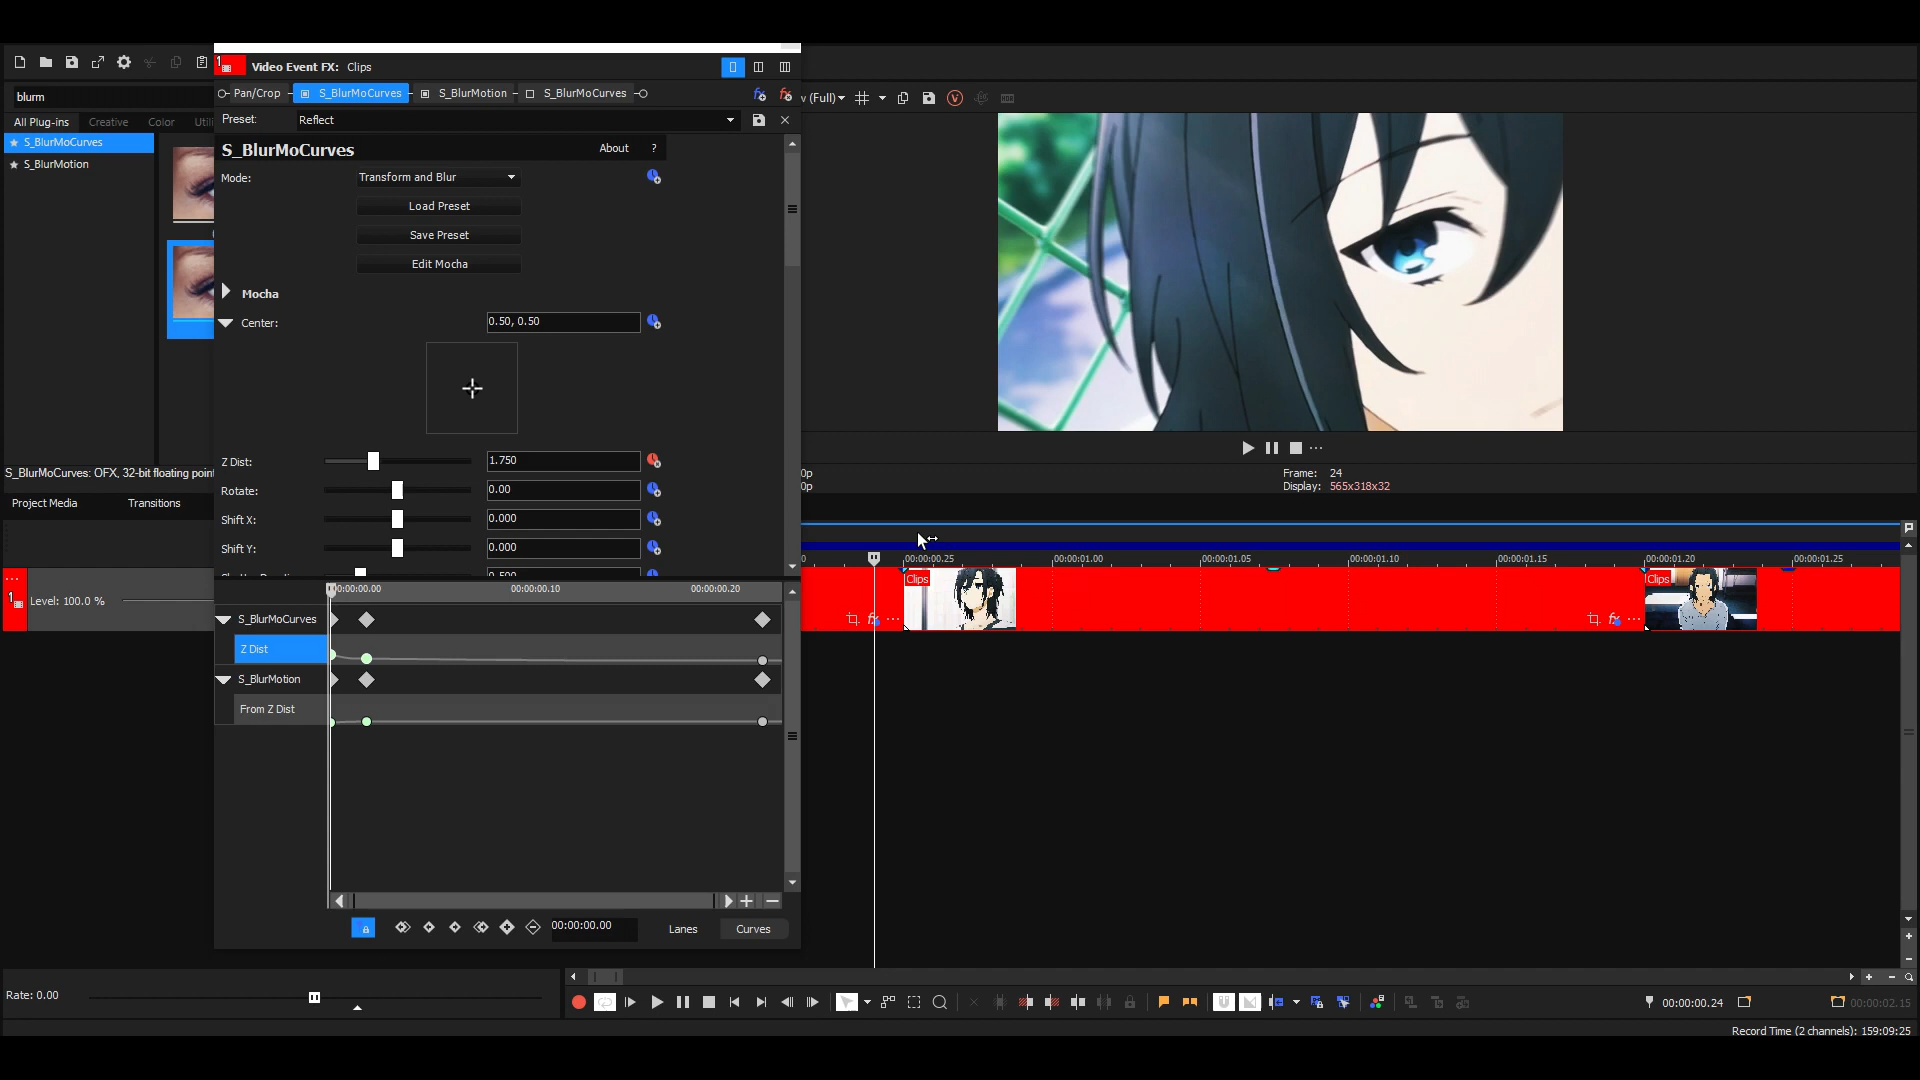 1 Video Event FX: Clips
blurm
Pan/Crop S_BlurMoCurves S_BlurMotion S_BlurMoCurves
(Full)
All Plug-ins Creative Color
Preset: Reflect
S_BlurMoCurves
S_BlurMotion
S_BlurMoCurves About ?
Mode: Transform and Blur
Load Preset
Save Preset
Edit Mocha
Mocha
Center: 0.50, 0.50
Z Dist: 1.750
Rotate: 0.00
Shift X: 0.000
Shift Y: 0.000
S_BlurMoCurves: OFX, 32-bit floating point
0p Frame: 24
0p Display: 565x318x32
Project Media Transitions
00:00:00.25 00:00:01.00 00:00:01.05 00:00:01.10 00:00:01.15 00:00:01.20 00:00:01.25
Clips Clips
1 Level: 100.0 %
00:00:00.10 00:00:00.20
S_BlurMoCurves
Z Dist
S_BlurMotion
From Z Dist
00:00:00.00 Lanes Curves
Rate: 0.00
00:00:00.24 00:00:02.15
Record Time (2 channels): 159:09:25